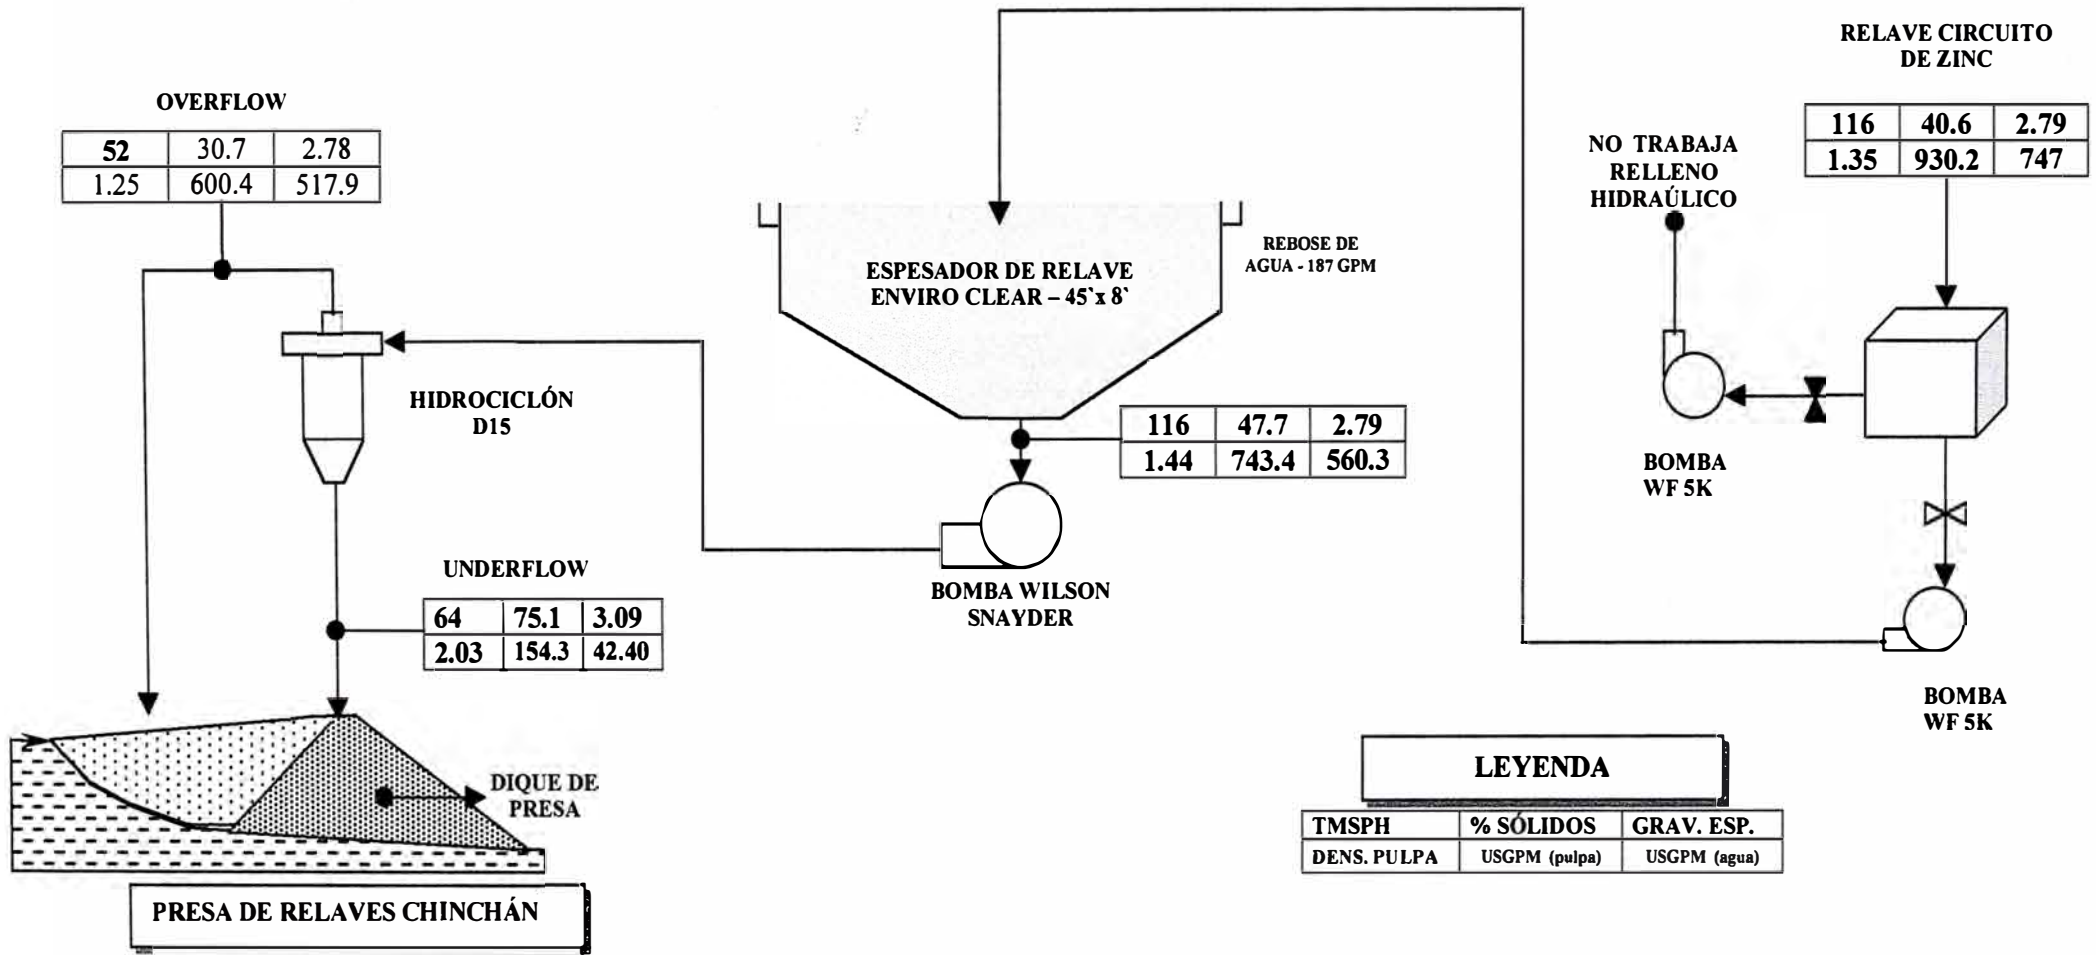 RELAVE CIRCUITO
DE ZINC
116 40.6 2.79
1.35 930.2 747
OVERFLOW
52 30.7 2.78
1.25 600.4 517.9
NO TRABAJA
RELLENO
HIDRAÚLICO
REBOSE DE
AGUA - 187 GPM
ESPESADOR DE RELAVE
ENVIRO CLEAR – 45`x 8`
HIDROCICLÓN
D15
116 47.7 2.79
1.44 743.4 560.3
BOMBA
WF 5K
UNDERFLOW
64 75.1 3.09
2.03 154.3 42.40
BOMBA WILSON
SNAYDER
BOMBA
WF 5K
DIQUE DE
PRESA
LEYENDA
TMSPH % SÓLIDOS GRAV. ESP.
DENS. PULPA USGPM (pulpa) USGPM (agua)
PRESA DE RELAVES CHINCHÁN